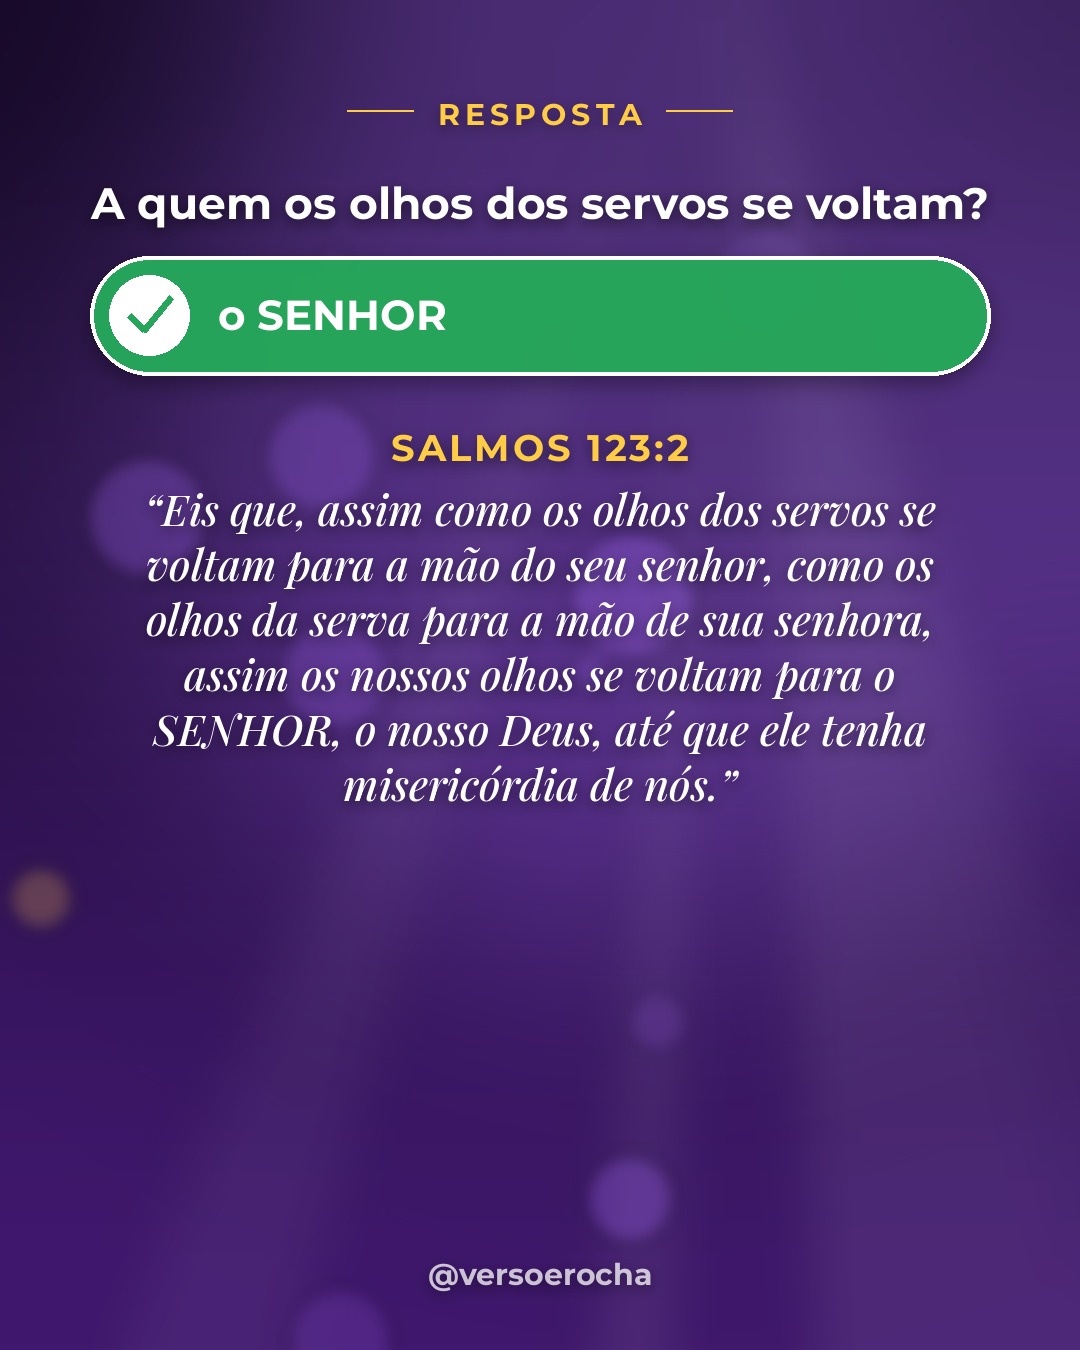 RESPOSTA
A quem os olhos dos servos se voltam?
o SENHOR
SALMOS 123:2
“Eis que, assim como os olhos dos servos se
voltam para a mão do seu senhor, como os
olhos da serva para a mão de sua senhora,
assim os nossos olhos se voltam para o
SENHOR, o nosso Deus, até que ele tenha
misericórdia de nós.”
@versoerocha